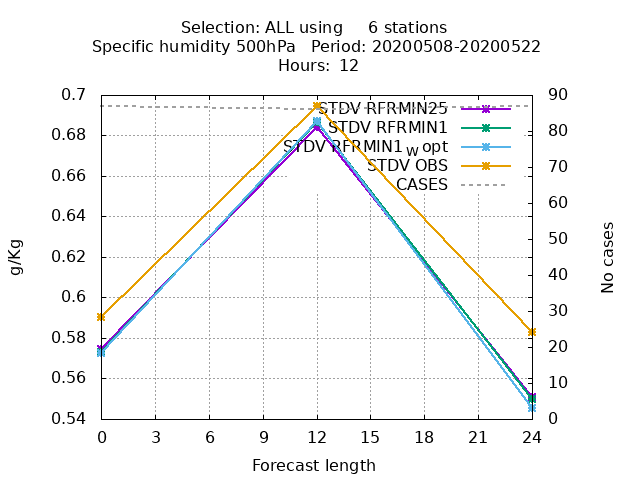 Selection: ALL using     6 stations
Specific humidity 500hPa   Period: 20200508-20200522
Hours:  12
0.7
0.68
0.66
0.64
0.62
0.6
0.58
0.56
0.54
g/Kg
STDV RFRMIN25
STDV RFRMIN1
STDV RFRMIN1 w opt
STDV OBS
CASES
90
80
70
60
50
40
30
20
10
0
No cases
0 3 6 9 12 15 18 21 24
Forecast length